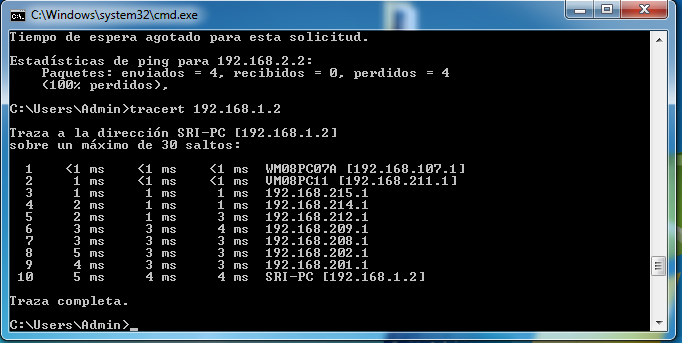 C:\Windows\system32\cmd.exe
Tiempo de espera agotado para esta solicitud.
Estadísticas de ping para 192.168.2.2:
Paquetes: enviados = 4, recibidos = 0, perdidos = 4
(100% perdidos),
C:\Users\Admin>tracert 192.168.1.2
Traza a la dirección SRI-PC [192.168.1.2]
sobre un máximo de 30 saltos:
1 <1 ms <1 ms <1 ms WM08PC07A [192.168.107.1]
2 1 ms <1 ms <1 ms VM08PC11 [192.168.211.1]
3 1 ms 1 ms 1 ms 192.168.215.1
4 2 ms 1 ms 1 ms 192.168.214.1
5 2 ms 1 ms 3 ms 192.168.212.1
6 3 ms 3 ms 4 ms 192.168.209.1
7 3 ms 3 ms 3 ms 192.168.208.1
8 5 ms 3 ms 3 ms 192.168.202.1
9 4 ms 3 ms 3 ms 192.168.201.1
10 5 ms 4 ms 4 ms SRI-PC [192.168.1.2]
Traza completa.
C:\Users\Admin>_